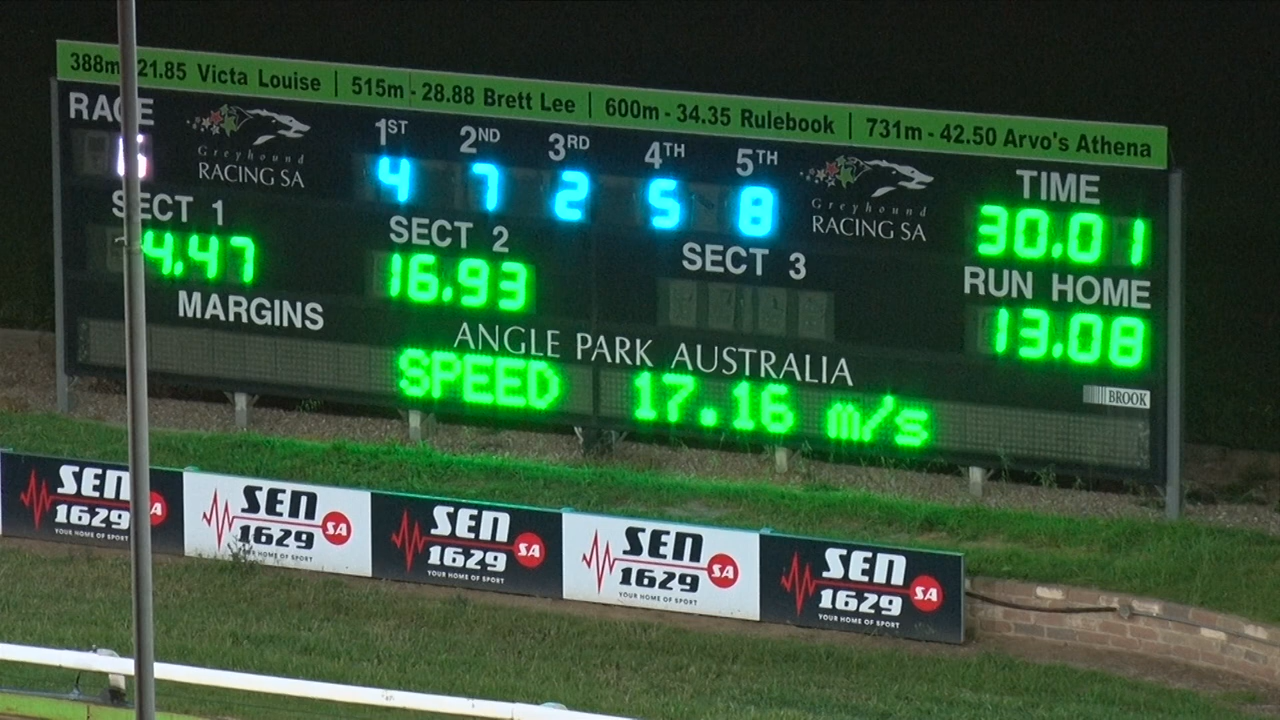 388m 21.85 Victa Louise | 515m - 28.88 Brett Lee | 600m - 34.35 Rulebook | 731m - 42.50 Arvo's Athena
RACE
Greyhound
RACING SA
1ST 2ND 3RD 4TH 5TH
4 7 2 5 8
Greyhound
RACING SA
TIME
30.01
SECT 1
4.47
SECT 2
16.93
SECT 3
RUN HOME
13.08
MARGINS
ANGLE PARK AUSTRALIA
SPEED 17.16 m/s
BROOK
SEN
1629 SA
SEN
1629 SA
YOUR HOME OF SPORT
SEN
1629 SA
YOUR HOME OF SPORT
SEN
1629 SA
YOUR HOME OF SPORT
SEN
1629 SA
YOUR HOME OF SPORT